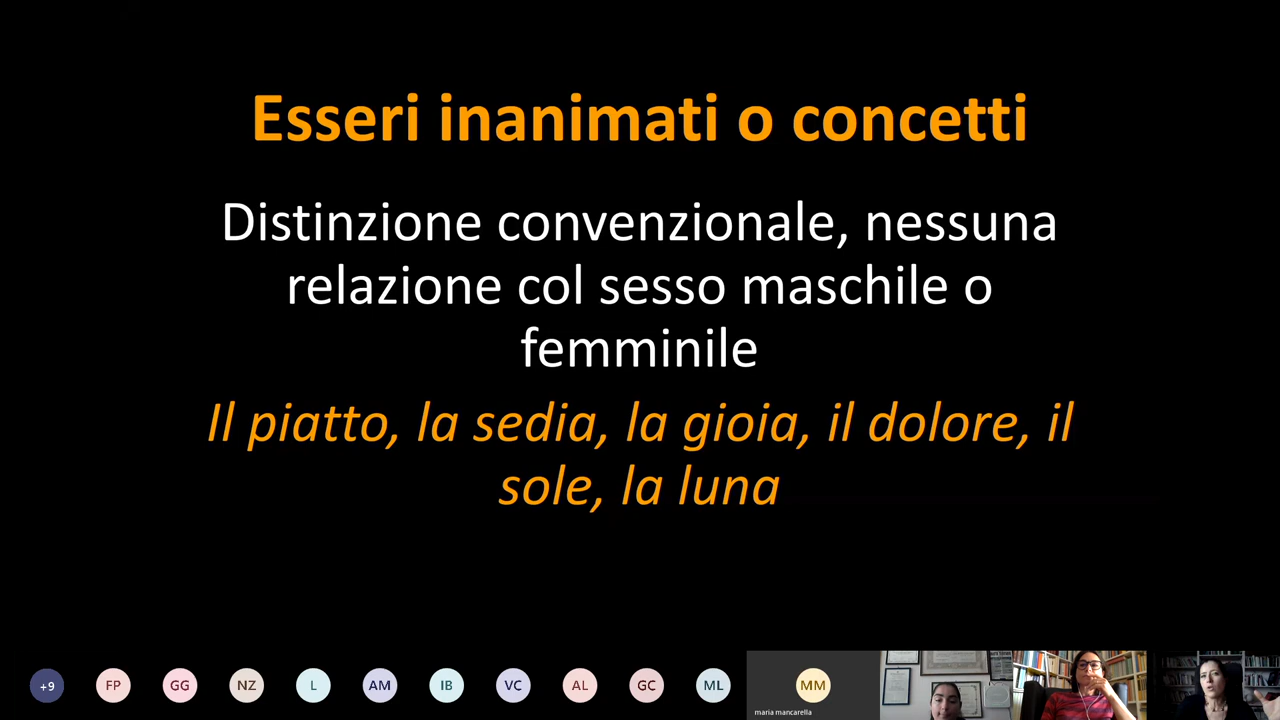 Esseri inanimati o concetti
Distinzione convenzionale, nessuna
relazione col sesso maschile o
femminile
Il piatto, la sedia, la gioia, il dolore, il
sole, la luna
+9 FP GG NZ L AM IB VC AL GC ML MM
maria mancarella